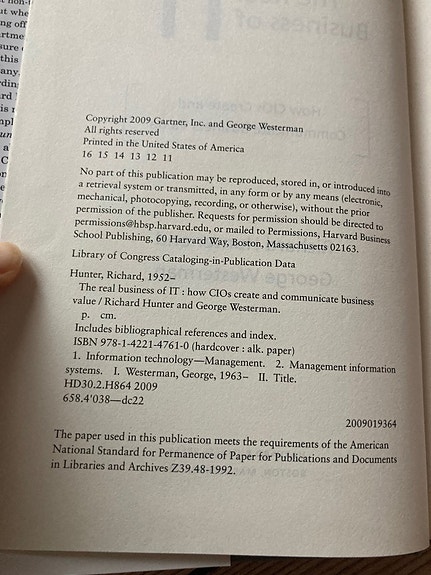 Copyright 2009 Gartner, Inc. and George Westerman
All rights reserved
Printed in the United States of America
16 15 14 13 12 11
No part of this publication may be reproduced, stored in, or introduced into
a retrieval system or transmitted, in any form or by any means (electronic,
mechanical, photocopying, recording, or otherwise), without the prior
permission of the publisher. Requests for permission should be directed to
permissions@hbsp.harvard.edu, or mailed to Permissions, Harvard Business
School Publishing, 60 Harvard Way, Boston, Massachusetts 02163.
Library of Congress Cataloging-in-Publication Data
Hunter, Richard, 1952–
The real business of IT : how CIOs create and communicate business
value / Richard Hunter and George Westerman.
p. cm.
Includes bibliographical references and index.
ISBN 978-1-4221-4761-0 (hardcover : alk. paper)
1. Information technology—Management. 2. Management information
systems. I. Westerman, George, 1963– II. Title.
HD30.2.H864 2009
658.4'038—dc22
2009019364
The paper used in this publication meets the requirements of the American
National Standard for Permanence of Paper for Publications and Documents
in Libraries and Archives Z39.48-1992.